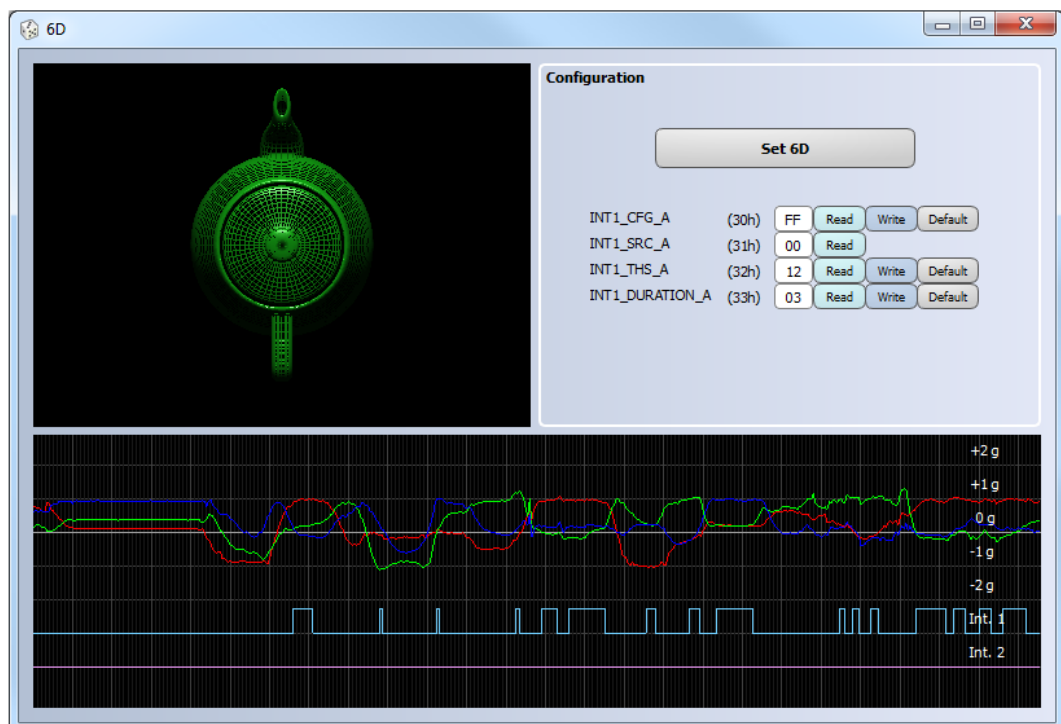 6D
Configuration
Set 6D
INT1_CFG_A (30h) FF Read Write Default
INT1_SRC_A (31h) 00 Read
INT1_THS_A (32h) 12 Read Write Default
INT1_DURATION_A (33h) 03 Read Write Default
+2 g
+1 g
0 g
-1 g
-2 g
Int. 1
Int. 2